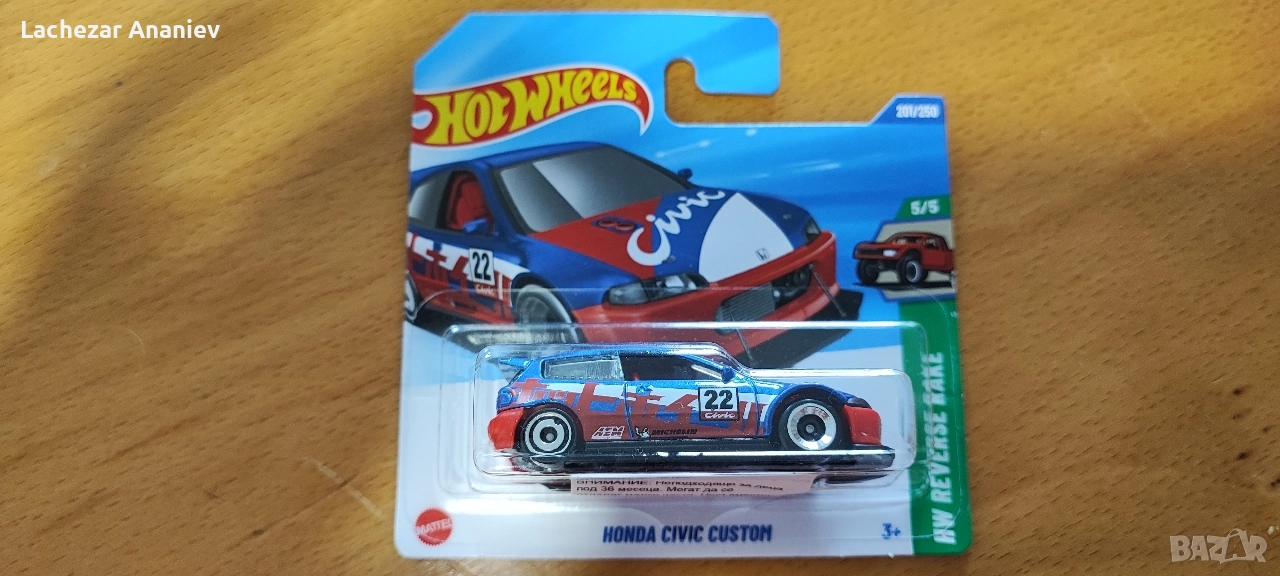 Lachezar Ananiev
HOT WHEELS
201/250
5/5
Civic
22
Civic
22
Civic
AEM
MICHELIN
ВНИМАНИЕ: Неподходящо за деца
под 36 месеца. Могат да се
MATTEL
HONDA CIVIC CUSTOM
3+
HW REVERSE RAKE
BAZAR